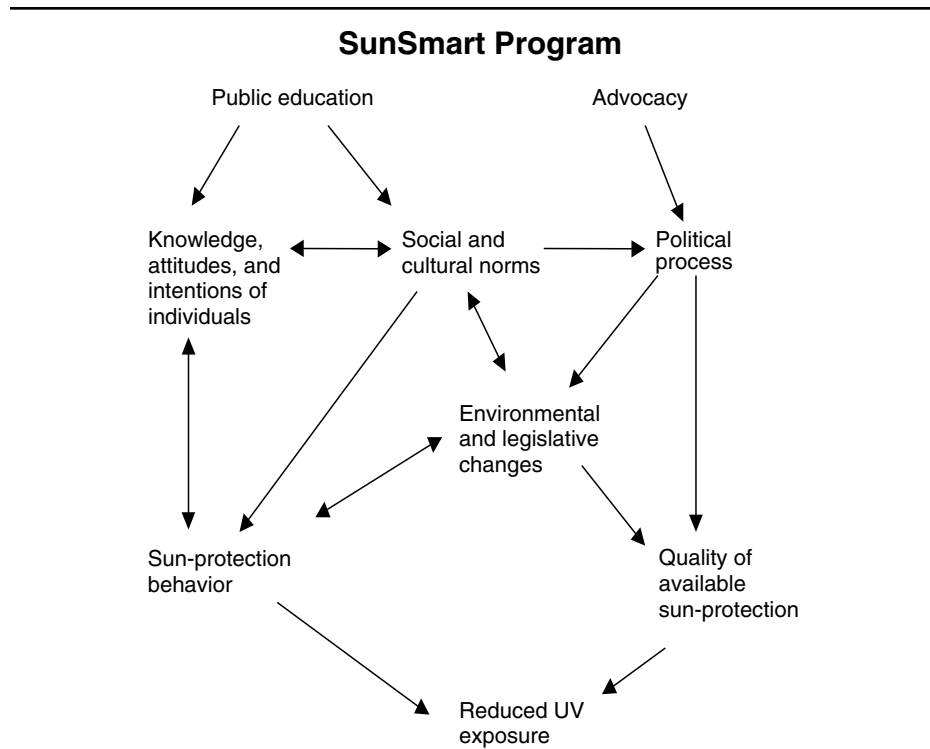 SunSmart Program
Public education
Advocacy
Knowledge,
attitudes, and
intentions of
individuals
Social and
cultural norms
Political
process
Environmental
and legislative
changes
Sun-protection
behavior
Quality of
available
sun-protection
Reduced UV
exposure